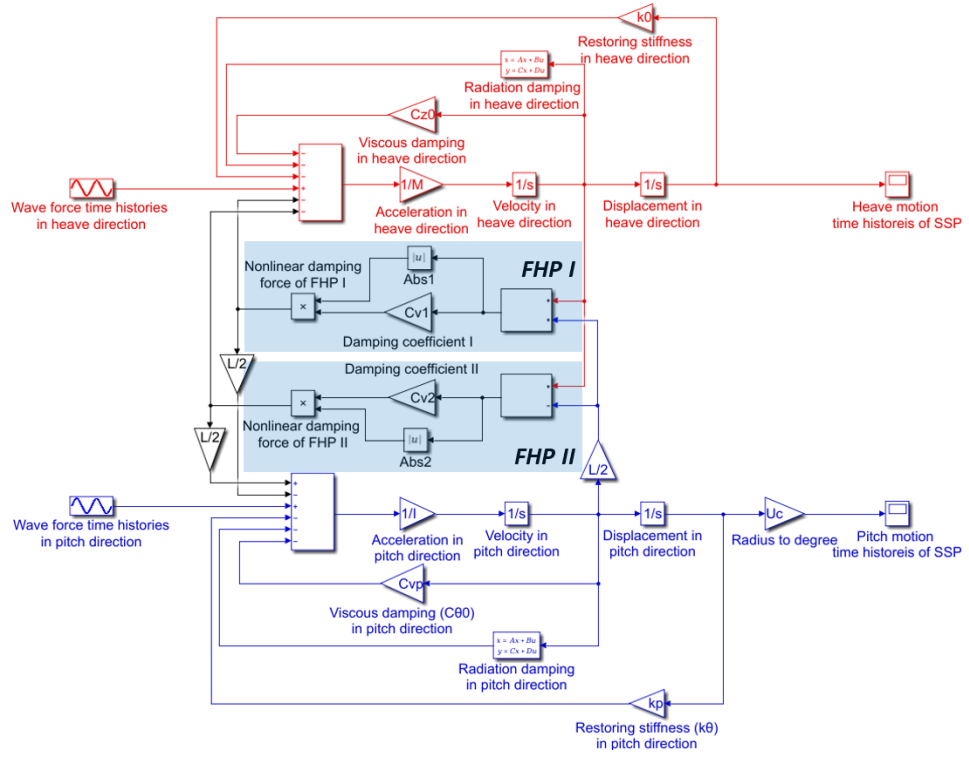 k0
Restoring stiffness
in heave direction
ẋ = Ax + Bu
y = Cx + Du
Radiation damping
in heave direction
Cz0
Viscous damping
in heave direction
−
−
−
+
−
−
Wave force time histories
in heave direction
1/M
Acceleration in
heave direction
1/s
Velocity in
heave direction
1/s
Displacement in
heave direction
Heave motion
time historeis of SSP
Nonlinear damping
force of FHP I
|u|
Abs1
FHP I
×
Cv1
+
+
Damping coefficient I
L/2
Damping coefficient II
×
Cv2
+
−
Nonlinear damping
force of FHP II
|u|
Abs2
FHP II
L/2
L/2
+
−
+
−
−
−
Wave force time histories
in pitch direction
1/I
Acceleration in
pitch direction
1/s
Velocity in
pitch direction
1/s
Displacement in
pitch direction
Uc
Radius to degree
Pitch motion
time historeis of SSP
Cvp
Viscous damping (Cθ0)
in pitch direction
ẋ = Ax + Bu
y = Cx + Du
Radiation damping
in pitch direction
kp
Restoring stiffness (kθ)
in pitch direction